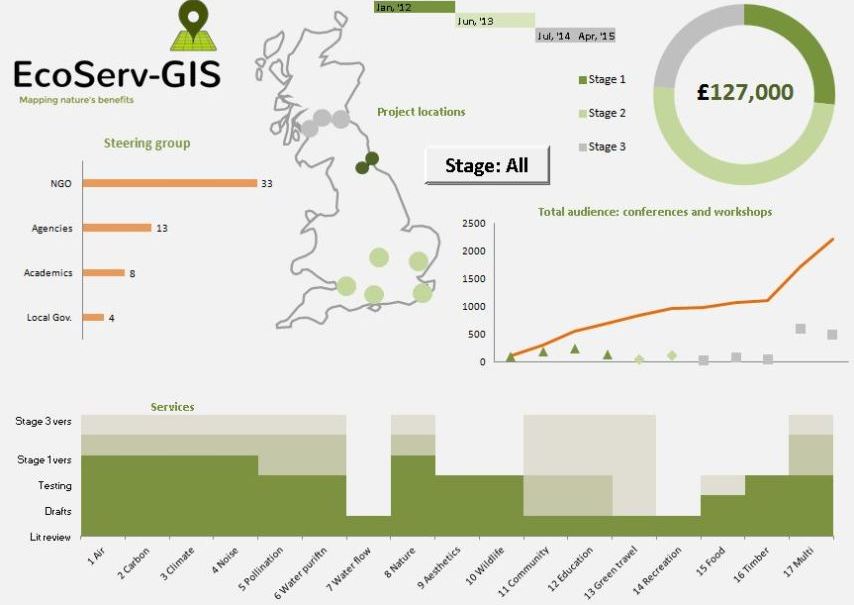 Jan, '12
Jun, '13
Jul, '14 Apr, '15
EcoServ-GIS
Mapping nature's benefits
Stage 1
Stage 2
Stage 3
£127,000
Project locations
Stage: All
Steering group
NGO 33
Agencies 13
Academics 8
Local Gov. 4
Total audience: conferences and workshops
2500
2000
1500
1000
500
0
Services
Stage 3 vers
Stage 1 vers
Testing
Drafts
Lit review
1 Air
2 Carbon
3 Climate
4 Noise
5 Pollination
6 Water puriftn
7 Water flow
8 Nature
9 Aesthetics
10 Wildlife
11 Community
12 Education
13 Green travel
14 Recreation
15 Food
16 Timber
17 Multi